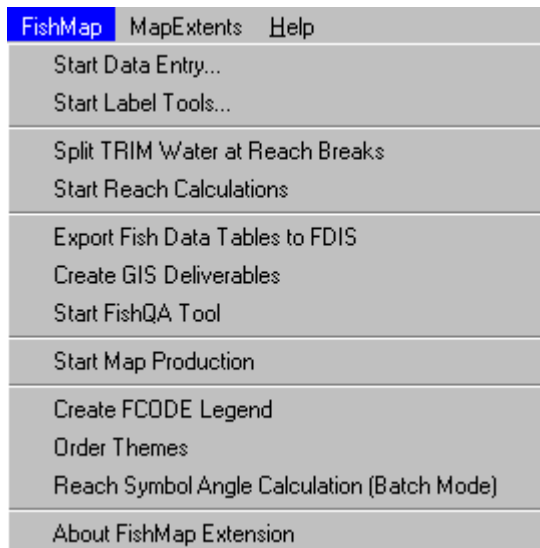 FishMap MapExtents Help
Start Data Entry...
Start Label Tools...
Split TRIM Water at Reach Breaks
Start Reach Calculations
Export Fish Data Tables to FDIS
Create GIS Deliverables
Start FishQA Tool
Start Map Production
Create FCODE Legend
Order Themes
Reach Symbol Angle Calculation (Batch Mode)
About FishMap Extension